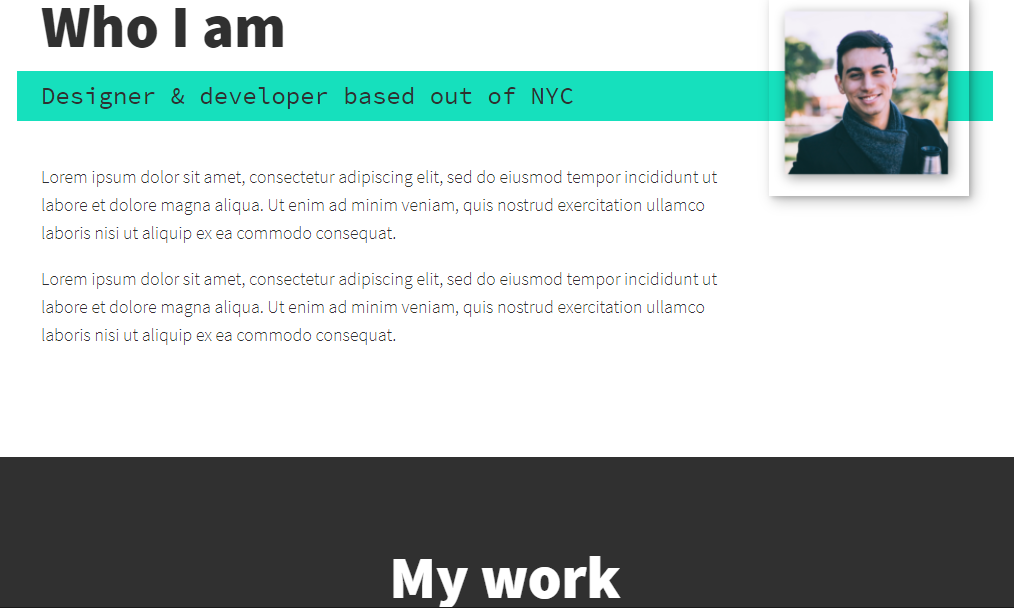 Who I am
Designer & developer based out of NYC
Lorem ipsum dolor sit amet, consectetur adipiscing elit, sed do eiusmod tempor incididunt ut
labore et dolore magna aliqua. Ut enim ad minim veniam, quis nostrud exercitation ullamco
laboris nisi ut aliquip ex ea commodo consequat.
Lorem ipsum dolor sit amet, consectetur adipiscing elit, sed do eiusmod tempor incididunt ut
labore et dolore magna aliqua. Ut enim ad minim veniam, quis nostrud exercitation ullamco
laboris nisi ut aliquip ex ea commodo consequat.
My work